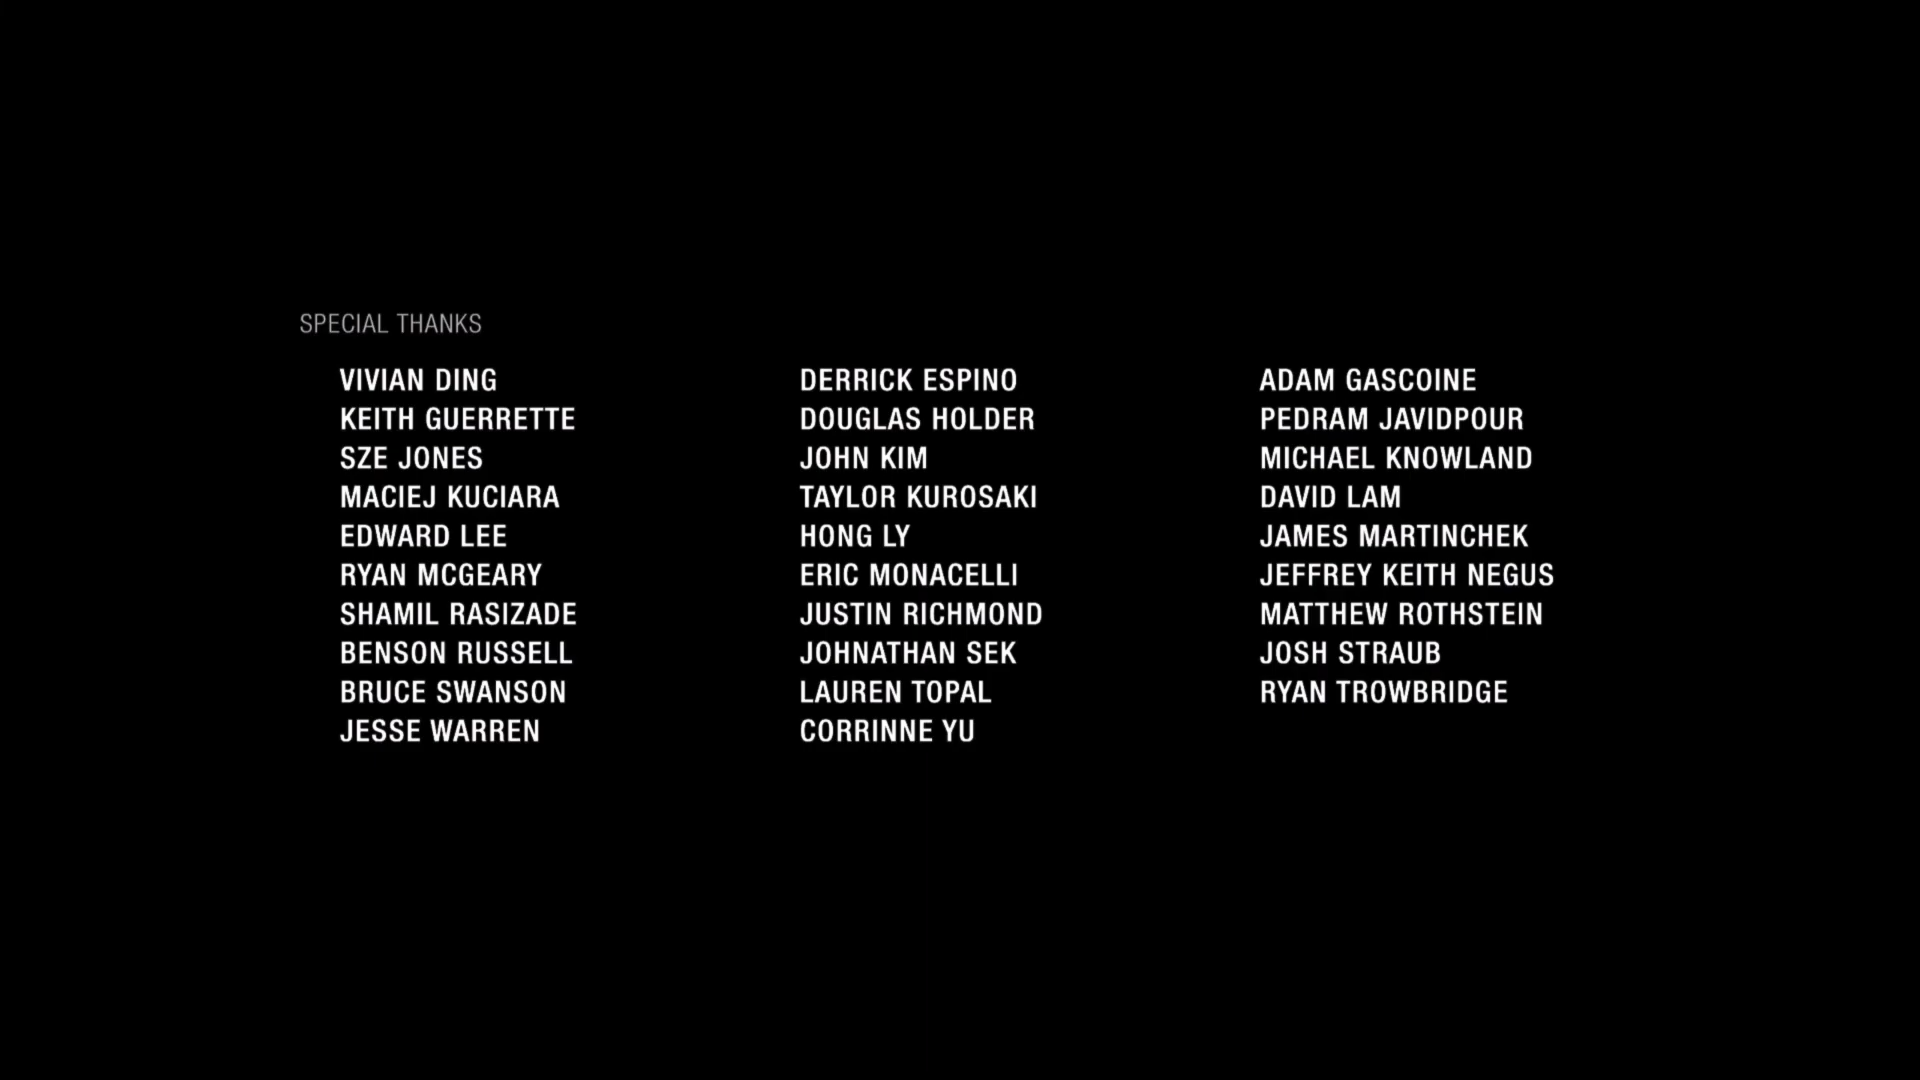 SPECIAL THANKS
VIVIAN DING
KEITH GUERRETTE
SZE JONES
MACIEJ KUCIARA
EDWARD LEE
RYAN MCGEARY
SHAMIL RASIZADE
BENSON RUSSELL
BRUCE SWANSON
JESSE WARREN
DERRICK ESPINO
DOUGLAS HOLDER
JOHN KIM
TAYLOR KUROSAKI
HONG LY
ERIC MONACELLI
JUSTIN RICHMOND
JOHNATHAN SEK
LAUREN TOPAL
CORRINNE YU
ADAM GASCOINE
PEDRAM JAVIDPOUR
MICHAEL KNOWLAND
DAVID LAM
JAMES MARTINCHEK
JEFFREY KEITH NEGUS
MATTHEW ROTHSTEIN
JOSH STRAUB
RYAN TROWBRIDGE